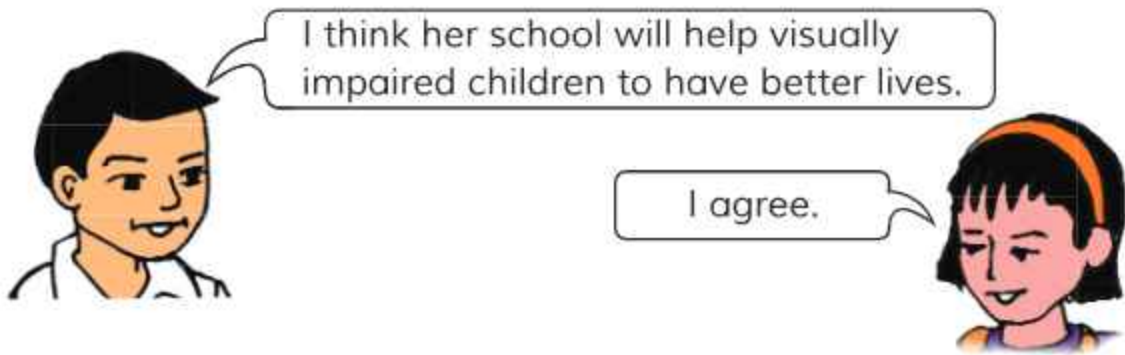 I think her school will help visually
impaired children to have better lives.
I agree.